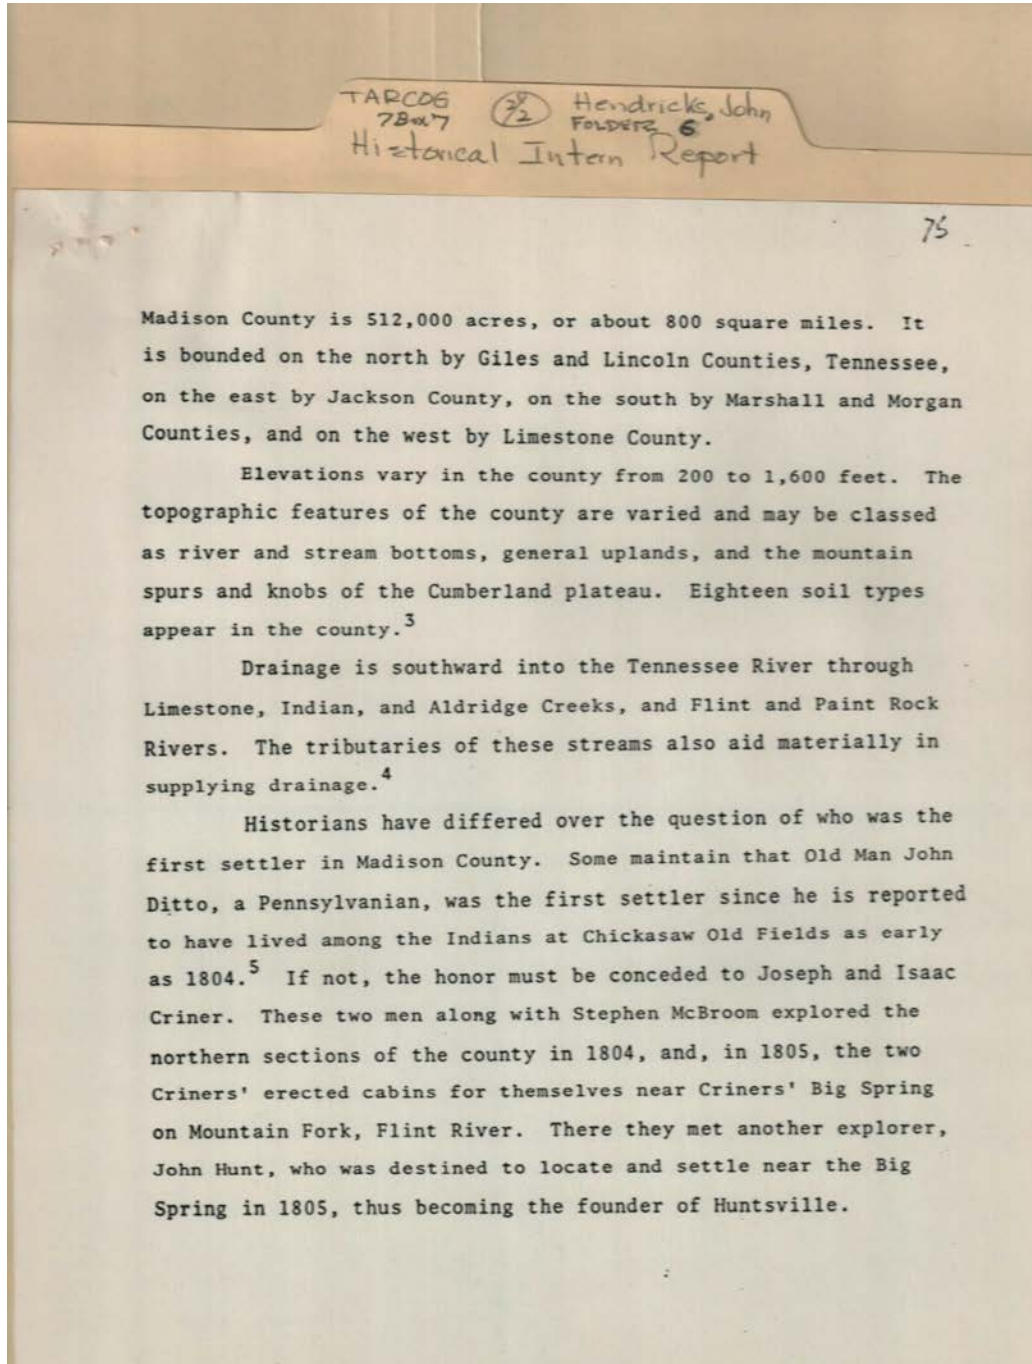 TARCOG
Hendricks, John
FOLDER 6
Historical Intern Report
75
Madison County is 512,000 acres, or about 800 square miles. It
is bounded on the north by Giles and Lincoln Counties, Tennessee,
on the east by Jackson County, on the south by Marshall and Morgan
Counties, and on the west by Limestone County.
Elevations vary in the county from 200 to 1,600 feet. The
topographic features of the county are varied and may be classed
as river and stream bottoms, general uplands, and the mountain
spurs and knobs of the Cumberland plateau. Eighteen soil types
appear in the county.3
Drainage is southward into the Tennessee River through
Limestone, Indian, and Aldridge Creeks, and Flint and Paint Rock
Rivers. The tributaries of these streams also aid materially in
supplying drainage.4
Historians have differed over the question of who was the
first settler in Madison County. Some maintain that Old Man John
Ditto, a Pennsylvanian, was the first settler since he is reported
to have lived among the Indians at Chickasaw Old Fields as early
as 1804.5 If not, the honor must be conceded to Joseph and Isaac
Criner. These two men along with Stephen McBroom explored the
northern sections of the county in 1804, and, in 1805, the two
Criners' erected cabins for themselves near Criners' Big Spring
on Mountain Fork, Flint River. There they met another explorer,
John Hunt, who was destined to locate and settle near the Big
Spring in 1805, thus becoming the founder of Huntsville.